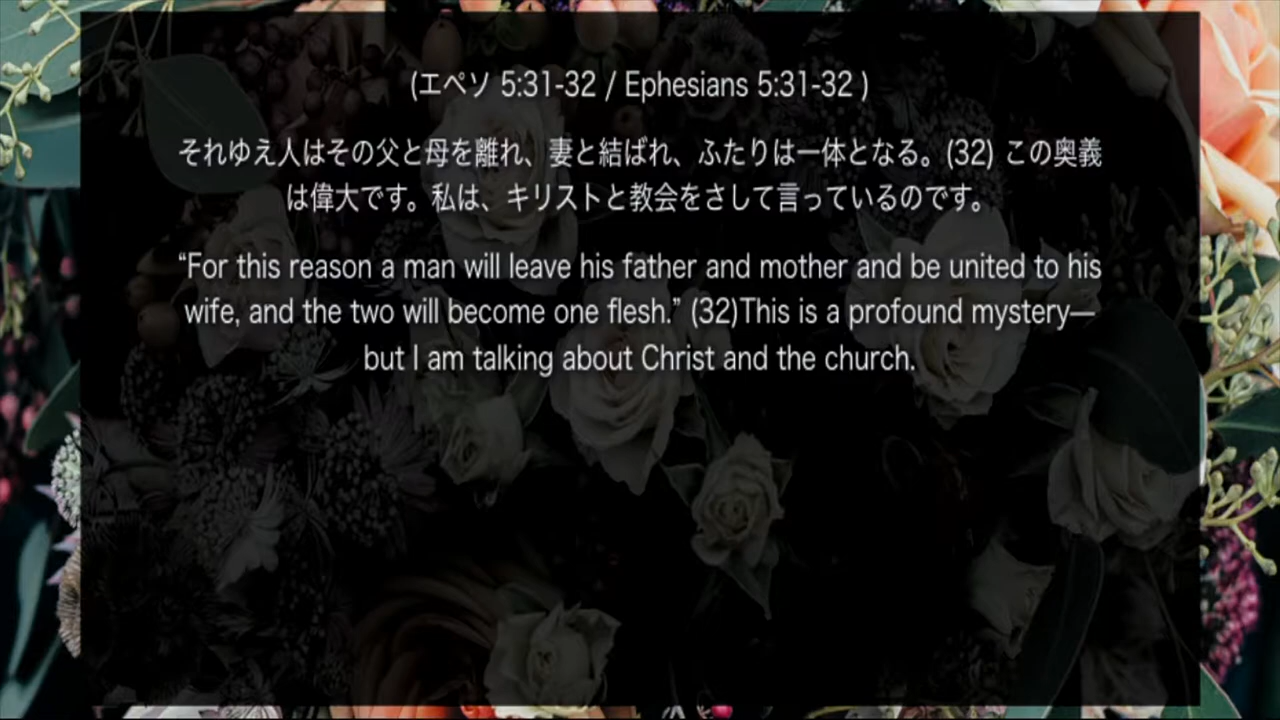 (エペソ 5:31-32 / Ephesians 5:31-32 )
それゆえ人はその父と母を離れ、妻と結ばれ、ふたりは一体となる。(32) この奥義
は偉大です。私は、キリストと教会をさして言っているのです。
“For this reason a man will leave his father and mother and be united to his
wife, and the two will become one flesh.” (32)This is a profound mystery—
but I am talking about Christ and the church.